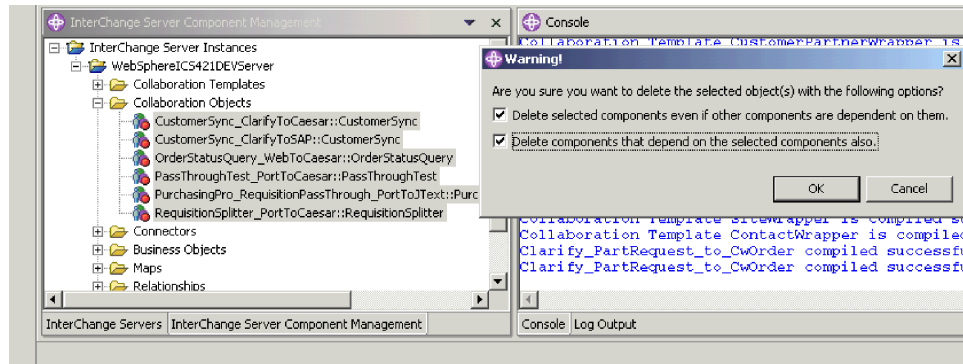 InterChange Server Component Management
InterChange Server Instances
WebSphereICS421DEVServer
Collaboration Templates
Collaboration Objects
CustomerSync_ClarifyToCaesar::CustomerSync
CustomerSync_ClarifyToSAP::CustomerSync
OrderStatusQuery_WebToCaesar::OrderStatusQuery
PassThroughTest_PortToCaesar::PassThroughTest
PurchasingPro_RequisitionPassThrough_PortToJText::Purc
RequisitionSplitter_PortToCaesar::RequisitionSplitter
Connectors
Business Objects
Maps
Relationships
InterChange Servers InterChange Server Component Management
Console
Collaboration Template CustomerPartnerWrapper is
Warning!
Are you sure you want to delete the selected object(s) with the following options?
Delete selected components even if other components are dependent on them.
Delete components that depend on the selected components also.
OK Cancel
Collaboration Template SiteWrapper is compiled su
Collaboration Template ContactWrapper is compiled
Clarify_PartRequest_to_CwOrder compiled successfu
Clarify_PartRequest_to_CwOrder compiled successfu
Console Log Output